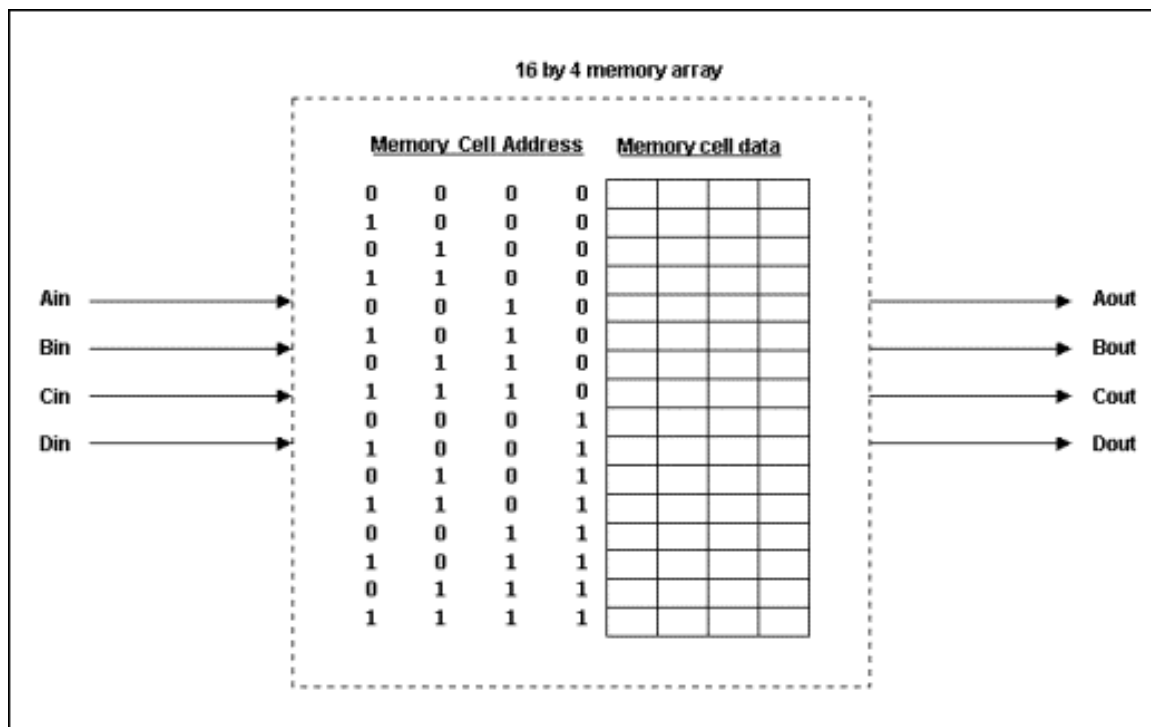 16 by 4 memory array
Memory Cell Address Memory cell data
0 0 0 0
1 0 0 0
0 1 0 0
1 1 0 0
Ain Aout
0 0 1 0
1 0 1 0
Bin Bout
0 1 1 0
1 1 1 0
Cin Cout
0 0 0 1
Din Dout
1 0 0 1
0 1 0 1
1 1 0 1
0 0 1 1
1 0 1 1
0 1 1 1
1 1 1 1